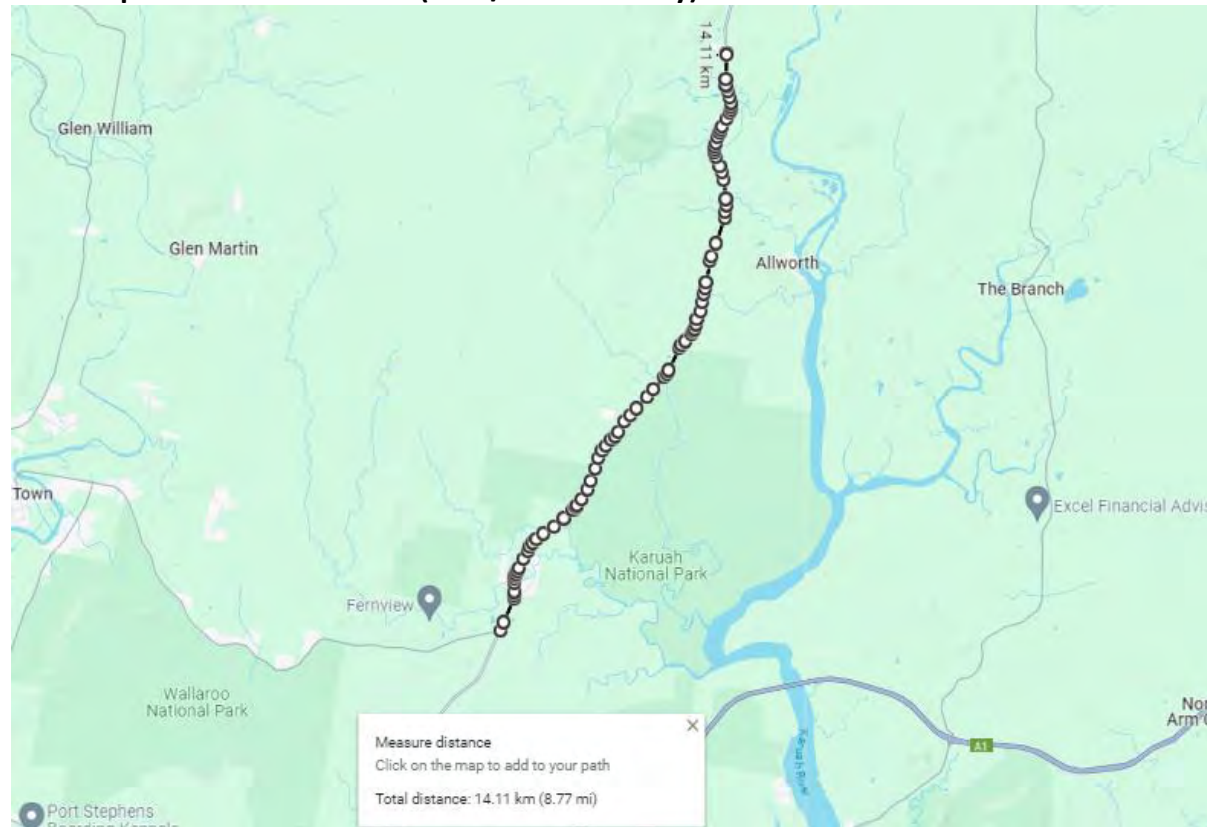 14.11 km
Glen William
Glen Martin
Allworth
The Branch
Town
Excel Financial Advis
Karuah
National Park
Fernview
Wallaroo
National Park
Nor
Arm
A1
Karuah River
Measure distance
Click on the map to add to your path
Total distance: 14.11 km (8.77 mi)
Port Stephens
Boarding Kennels